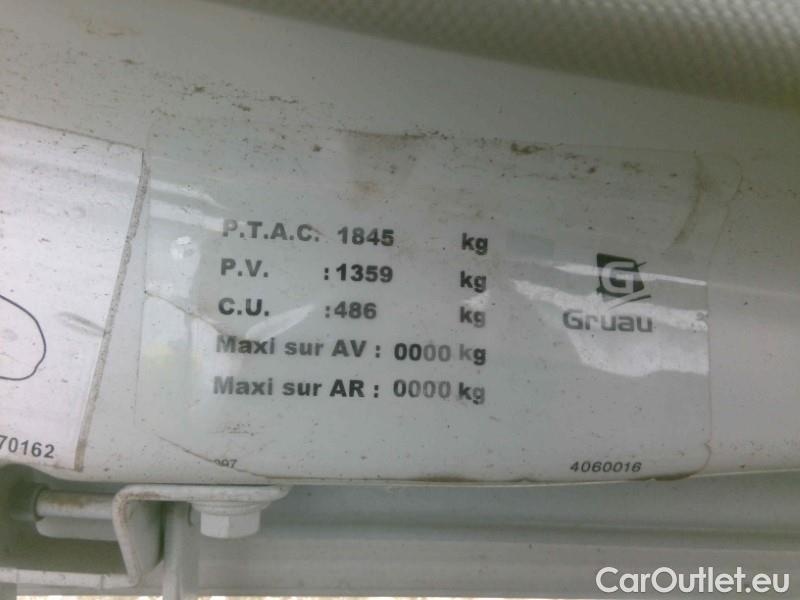 P.T.A.C. 1845 kg
P.V. : 1359 kg
C.U. : 486 kg
Maxi sur AV : 0000 kg
Maxi sur AR : 0000 kg
G
Gruau
70162
4060016
CarOutlet.eu